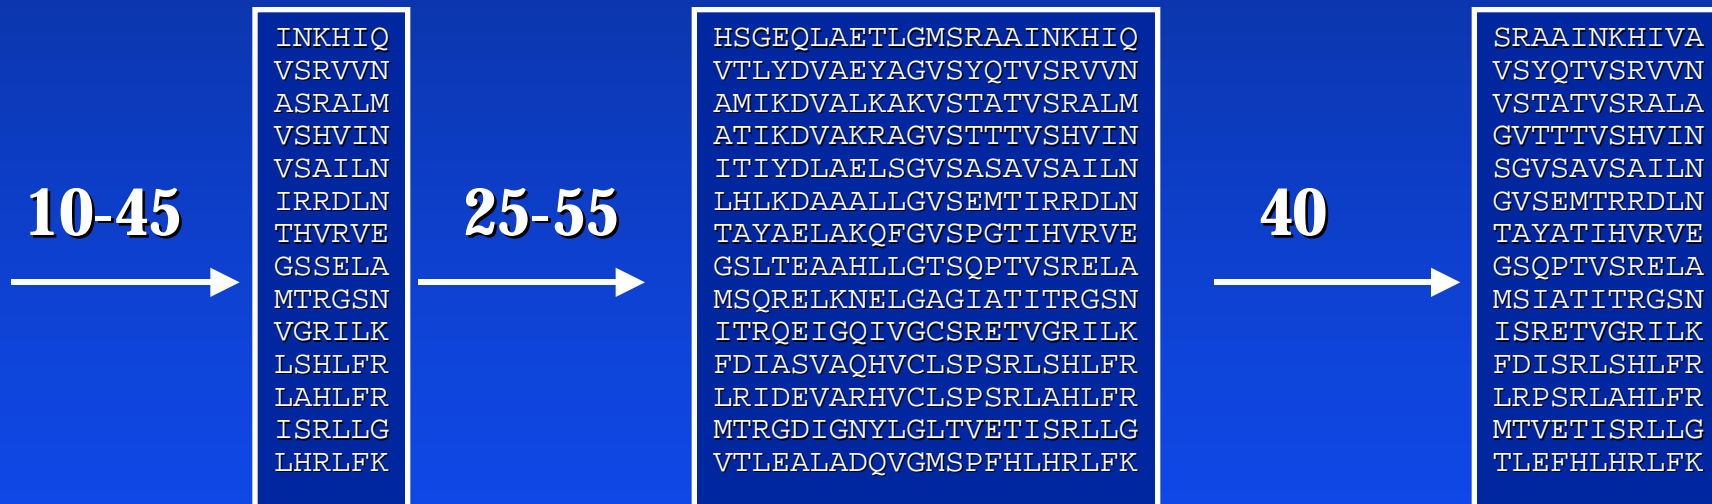 10-45
INKHIQ
VSRVVN
ASRALM
VSHVIN
VSAILN
IRRDLN
THVRVE
GSSELA
MTRGSN
VGRILK
LSHLFR
LAHLFR
ISRLLG
LHRLFK
25-55
HSGEQLAETLGMSRAAINKHIQ
VTLYDVAEYAGVSYQTVSRVVN
AMIKDVALKAKVSTATVSRALM
ATIKDVAKRAGVSTTTVSHVIN
ITIYDLAELSGVSASAVSAILN
LHLKDAAALLGVSEMTIRRDLN
TAYAELAKQFGVSPGTIHVRVE
GSLTEAAHLLGTSQPTVSRELA
MSQRELKNELGAGIATITRGSN
ITRQEIGQIVGCSRETVGRILK
FDIASVAQHVCLSPSRLSHLFR
LRIDEVARHVCLSPSRLAHLFR
MTRGDIGNYLGLTVETISRLLG
VTLEALADQVGMSPFHLHRLFK
40
SRAAINKHIVA
VSYQTVSRVVN
VSTATVSRALA
GVTTTVSHVIN
SGVSAVSAILN
GVSEMTRRDLN
TAYATIHVRVE
GSQPTVSRELA
MSIATITRGSN
ISRETVGRILK
FDISRLSHLFR
LRPSRLAHLFR
MTVETISRLLG
TLEFHLHRLFK